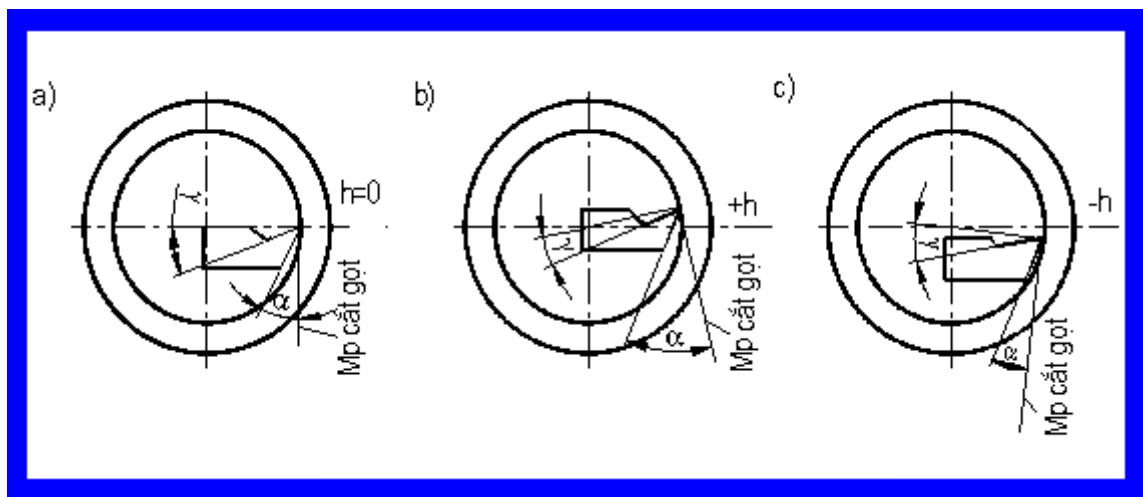 a)
γ
h=0
α
Mp cắt gọt
b)
γ
+h
α
Mp cắt gọt
c)
γ
-h
α
Mp cắt gọt